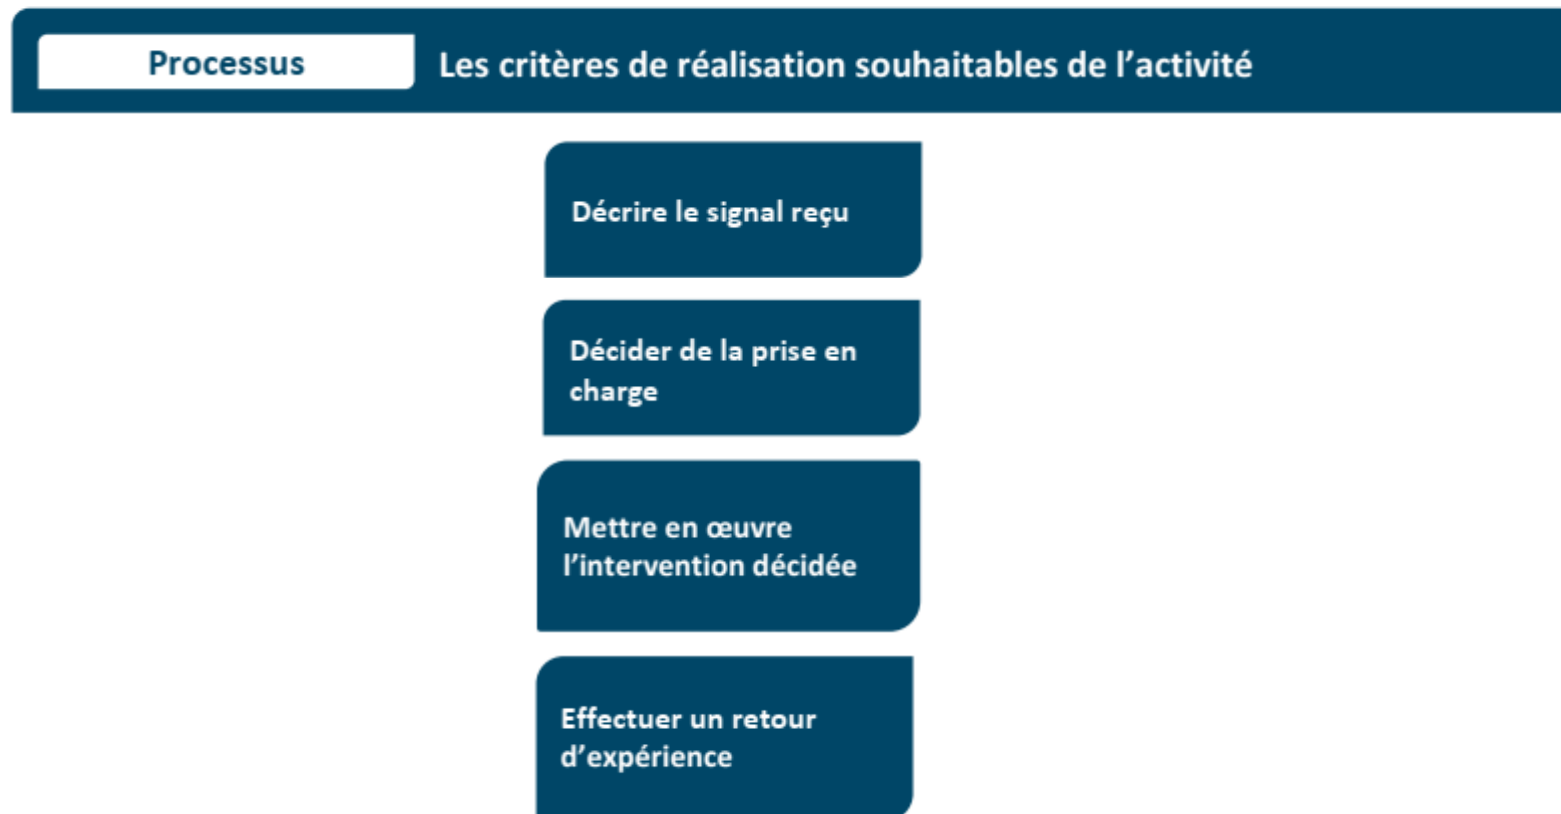 Processus
Les critères de réalisation souhaitables de l’activité
Décrire le signal reçu
Décider de la prise en
charge
Mettre en œuvre
l’intervention décidée
Effectuer un retour
d’expérience